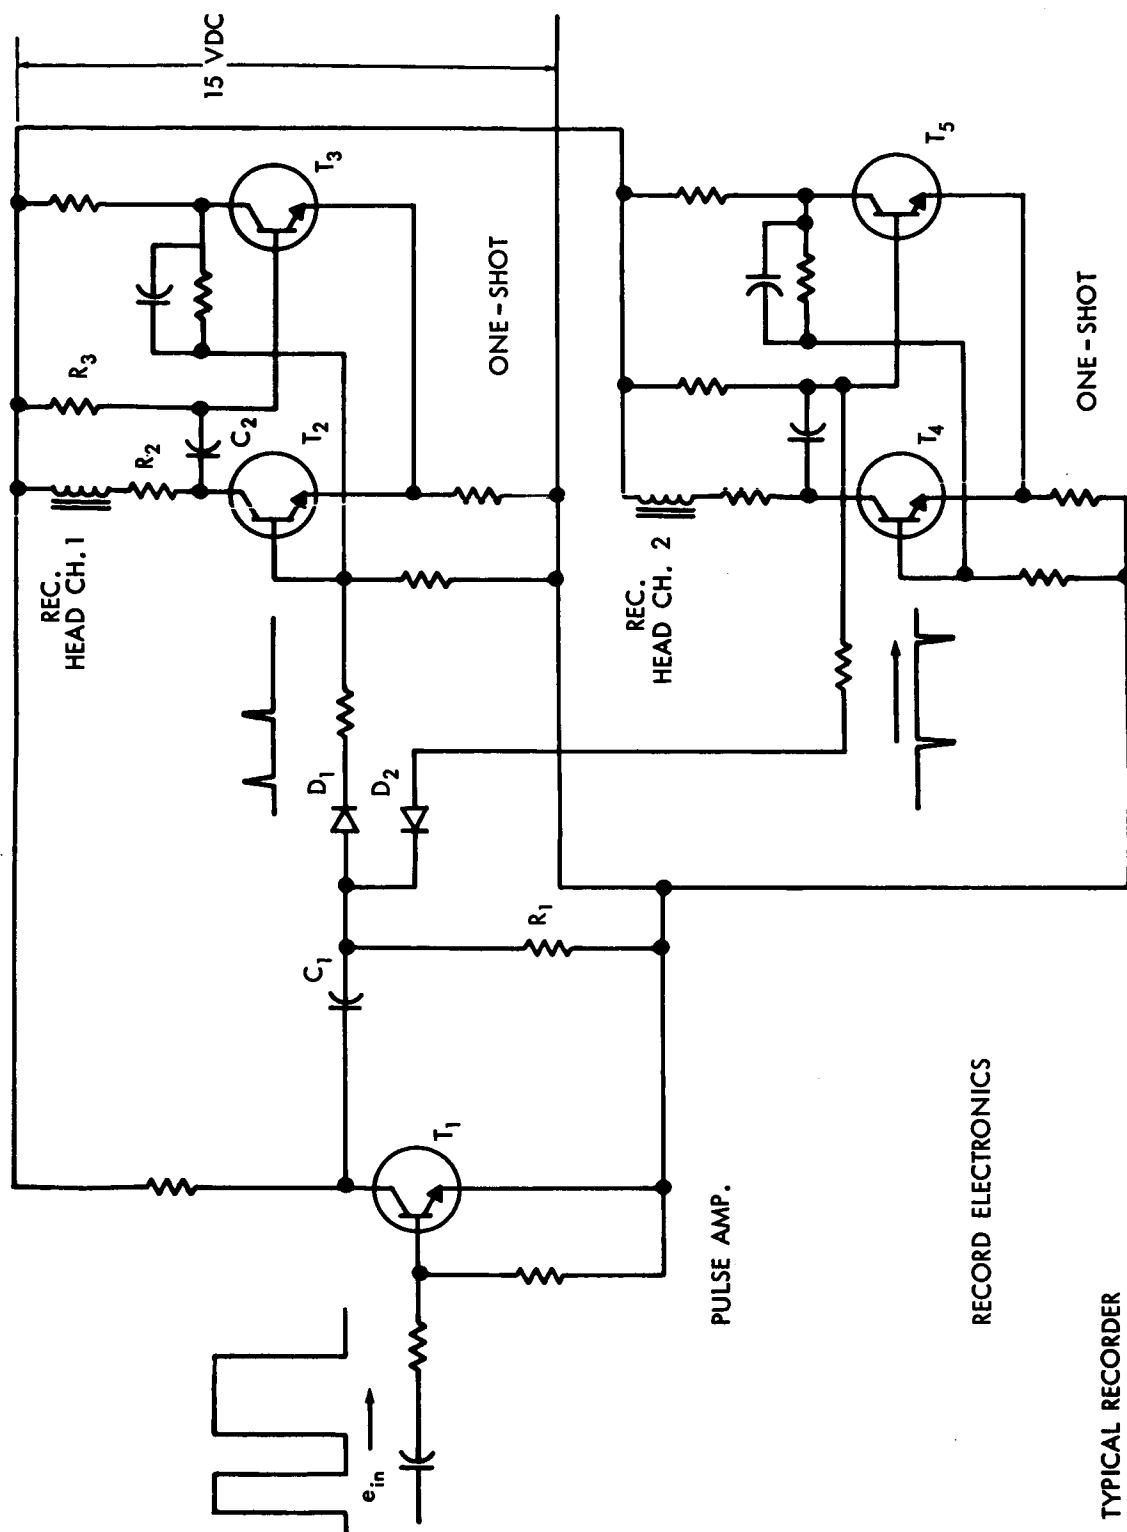 15 VDC
REC.
HEAD CH. 1
R2
R3
C2
T2
T3
ONE-SHOT
D1
D2
C1
R1
ein
T1
PULSE AMP.
REC.
HEAD CH. 2
T4
T5
ONE-SHOT
RECORD ELECTRONICS
TYPICAL RECORDER